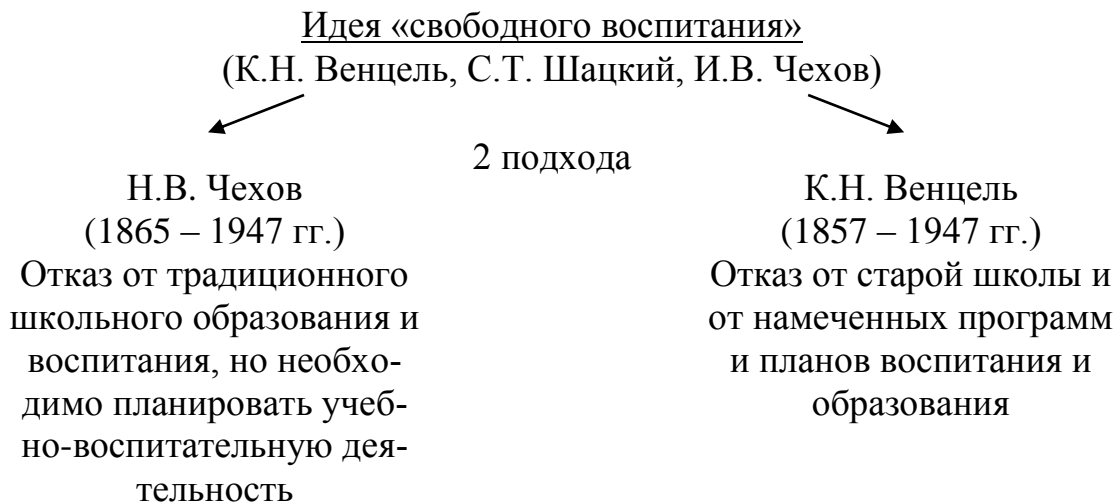 Идея «свободного воспитания»
(К.Н. Венцель, С.Т. Шацкий, И.В. Чехов)
2 подхода
Н.В. Чехов
(1865 – 1947 гг.)
Отказ от традиционного
школьного образования и
воспитания, но необхо-
димо планировать учеб-
но-воспитательную дея-
тельность
К.Н. Венцель
(1857 – 1947 гг.)
Отказ от старой школы и
от намеченных программ
и планов воспитания и
образования